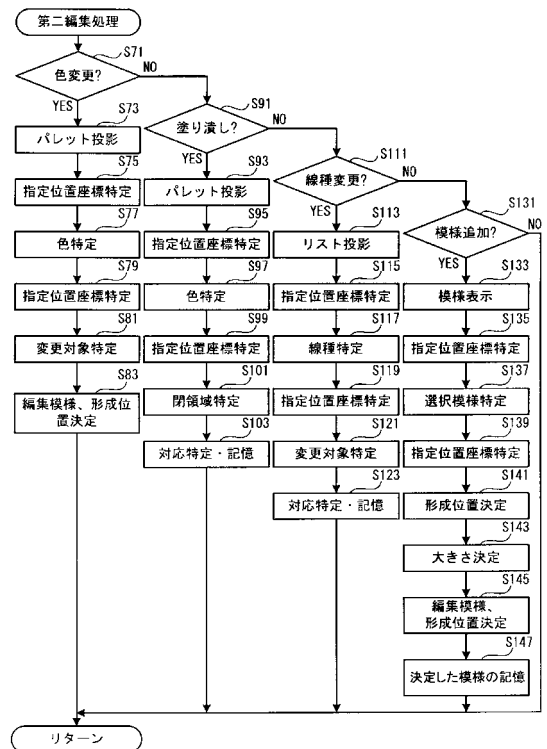 第二編集処理
S71
色変更?
NO
YES
S73
パレット投影
S75
指定位置座標特定
S77
色特定
S79
指定位置座標特定
S81
変更対象特定
S83
編集模様、形成位
置決定
S91
塗り潰し?
NO
YES
S93
パレット投影
S95
指定位置座標特定
S97
色特定
S99
指定位置座標特定
S101
閉領域特定
S103
対応特定・記憶
S111
線種変更?
NO
YES
S113
リスト投影
S115
指定位置座標特定
S117
線種特定
S119
指定位置座標特定
S121
変更対象特定
S123
対応特定・記憶
S131
模様追加?
NO
YES
S133
模様表示
S135
指定位置座標特定
S137
選択模様特定
S139
指定位置座標特定
S141
形成位置決定
S143
大きさ決定
S145
編集模様、
形成位置決定
S147
決定した模様の記憶
リターン